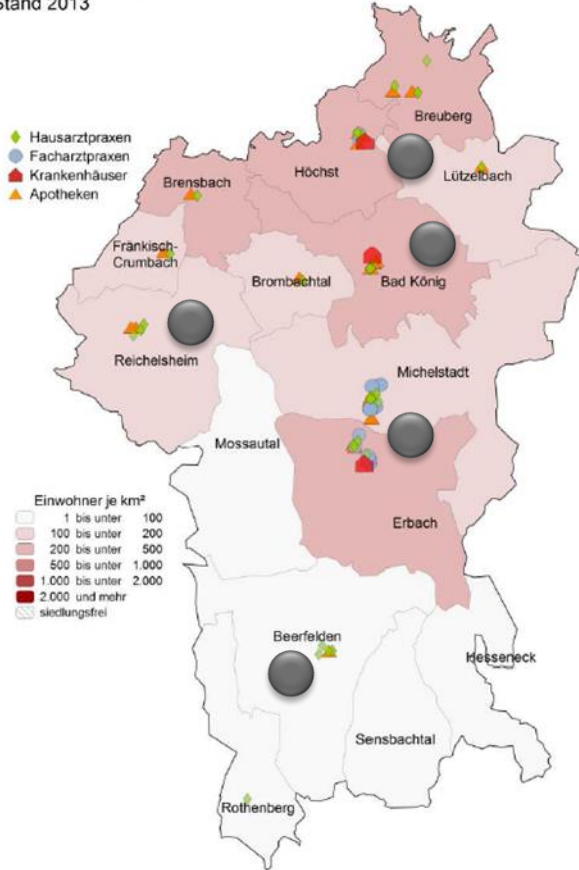 Stand 2013
Hausarztpraxen
Facharztpraxen
Krankenhäuser
Apotheken
Breuberg
Höchst
Lützelbach
Brensbach
Fränkisch-
Crumbach
Brombachtal
Bad König
Reichelsheim
Michelstadt
Mossautal
Erbach
Einwohner je km²
1 bis unter 100
100 bis unter 200
200 bis unter 500
500 bis unter 1.000
1.000 bis unter 2.000
2.000 und mehr
siedlungsfrei
Beerfelden
Hesseneck
Sensbachtal
Rothenberg